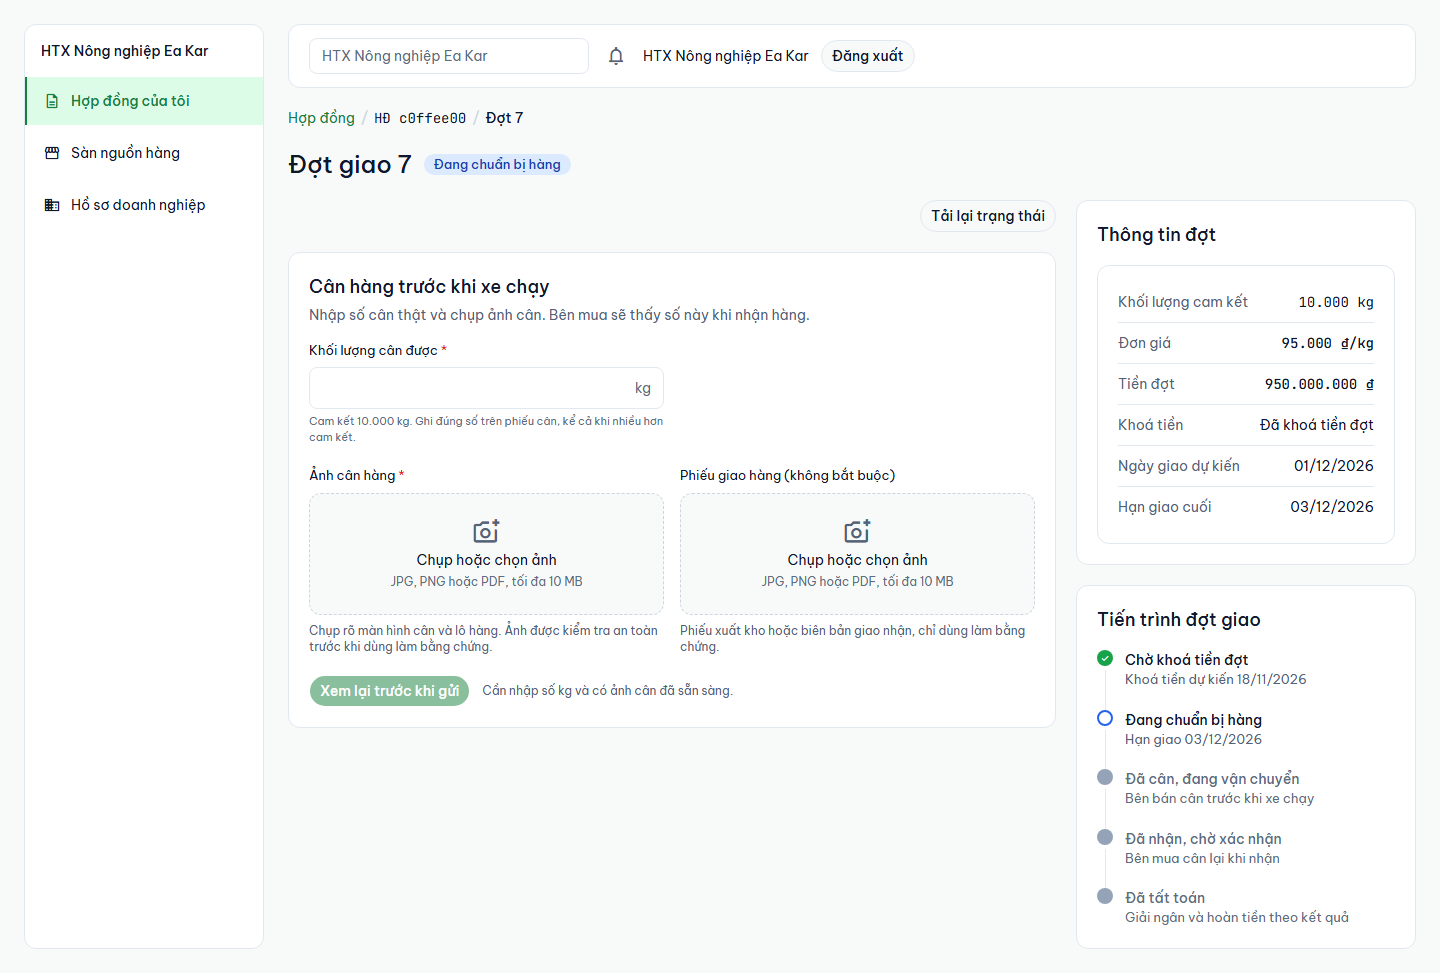 HTX Nông nghiệp Ea Kar
Hợp đồng của tôi
Sàn nguồn hàng
Hồ sơ doanh nghiệp
HTX Nông nghiệp Ea Kar
HTX Nông nghiệp Ea Kar
Đăng xuất
Hợp đồng / HĐ c0ffee00 / Đợt 7
Đợt giao 7
Đang chuẩn bị hàng
Tải lại trạng thái
Cân hàng trước khi xe chạy
Nhập số cân thật và chụp ảnh cân. Bên mua sẽ thấy số này khi nhận hàng.
Khối lượng cân được *
kg
Cam kết 10.000 kg. Ghi đúng số trên phiếu cân, kể cả khi nhiều hơn
cam kết.
Ảnh cân hàng *
Chụp hoặc chọn ảnh
JPG, PNG hoặc PDF, tối đa 10 MB
Chụp rõ màn hình cân và lô hàng. Ảnh được kiểm tra an toàn
trước khi dùng làm bằng chứng.
Phiếu giao hàng (không bắt buộc)
Chụp hoặc chọn ảnh
JPG, PNG hoặc PDF, tối đa 10 MB
Phiếu xuất kho hoặc biên bản giao nhận, chỉ dùng làm bằng
chứng.
Xem lại trước khi gửi
Cần nhập số kg và có ảnh cân đã sẵn sàng.
Thông tin đợt
Khối lượng cam kết 10.000 kg
Đơn giá 95.000 ₫/kg
Tiền đợt 950.000.000 ₫
Khoá tiền Đã khoá tiền đợt
Ngày giao dự kiến 01/12/2026
Hạn giao cuối 03/12/2026
Tiến trình đợt giao
Chờ khoá tiền đợt
Khoá tiền dự kiến 18/11/2026
Đang chuẩn bị hàng
Hạn giao 03/12/2026
Đã cân, đang vận chuyển
Bên bán cân trước khi xe chạy
Đã nhận, chờ xác nhận
Bên mua cân lại khi nhận
Đã tất toán
Giải ngân và hoàn tiền theo kết quả